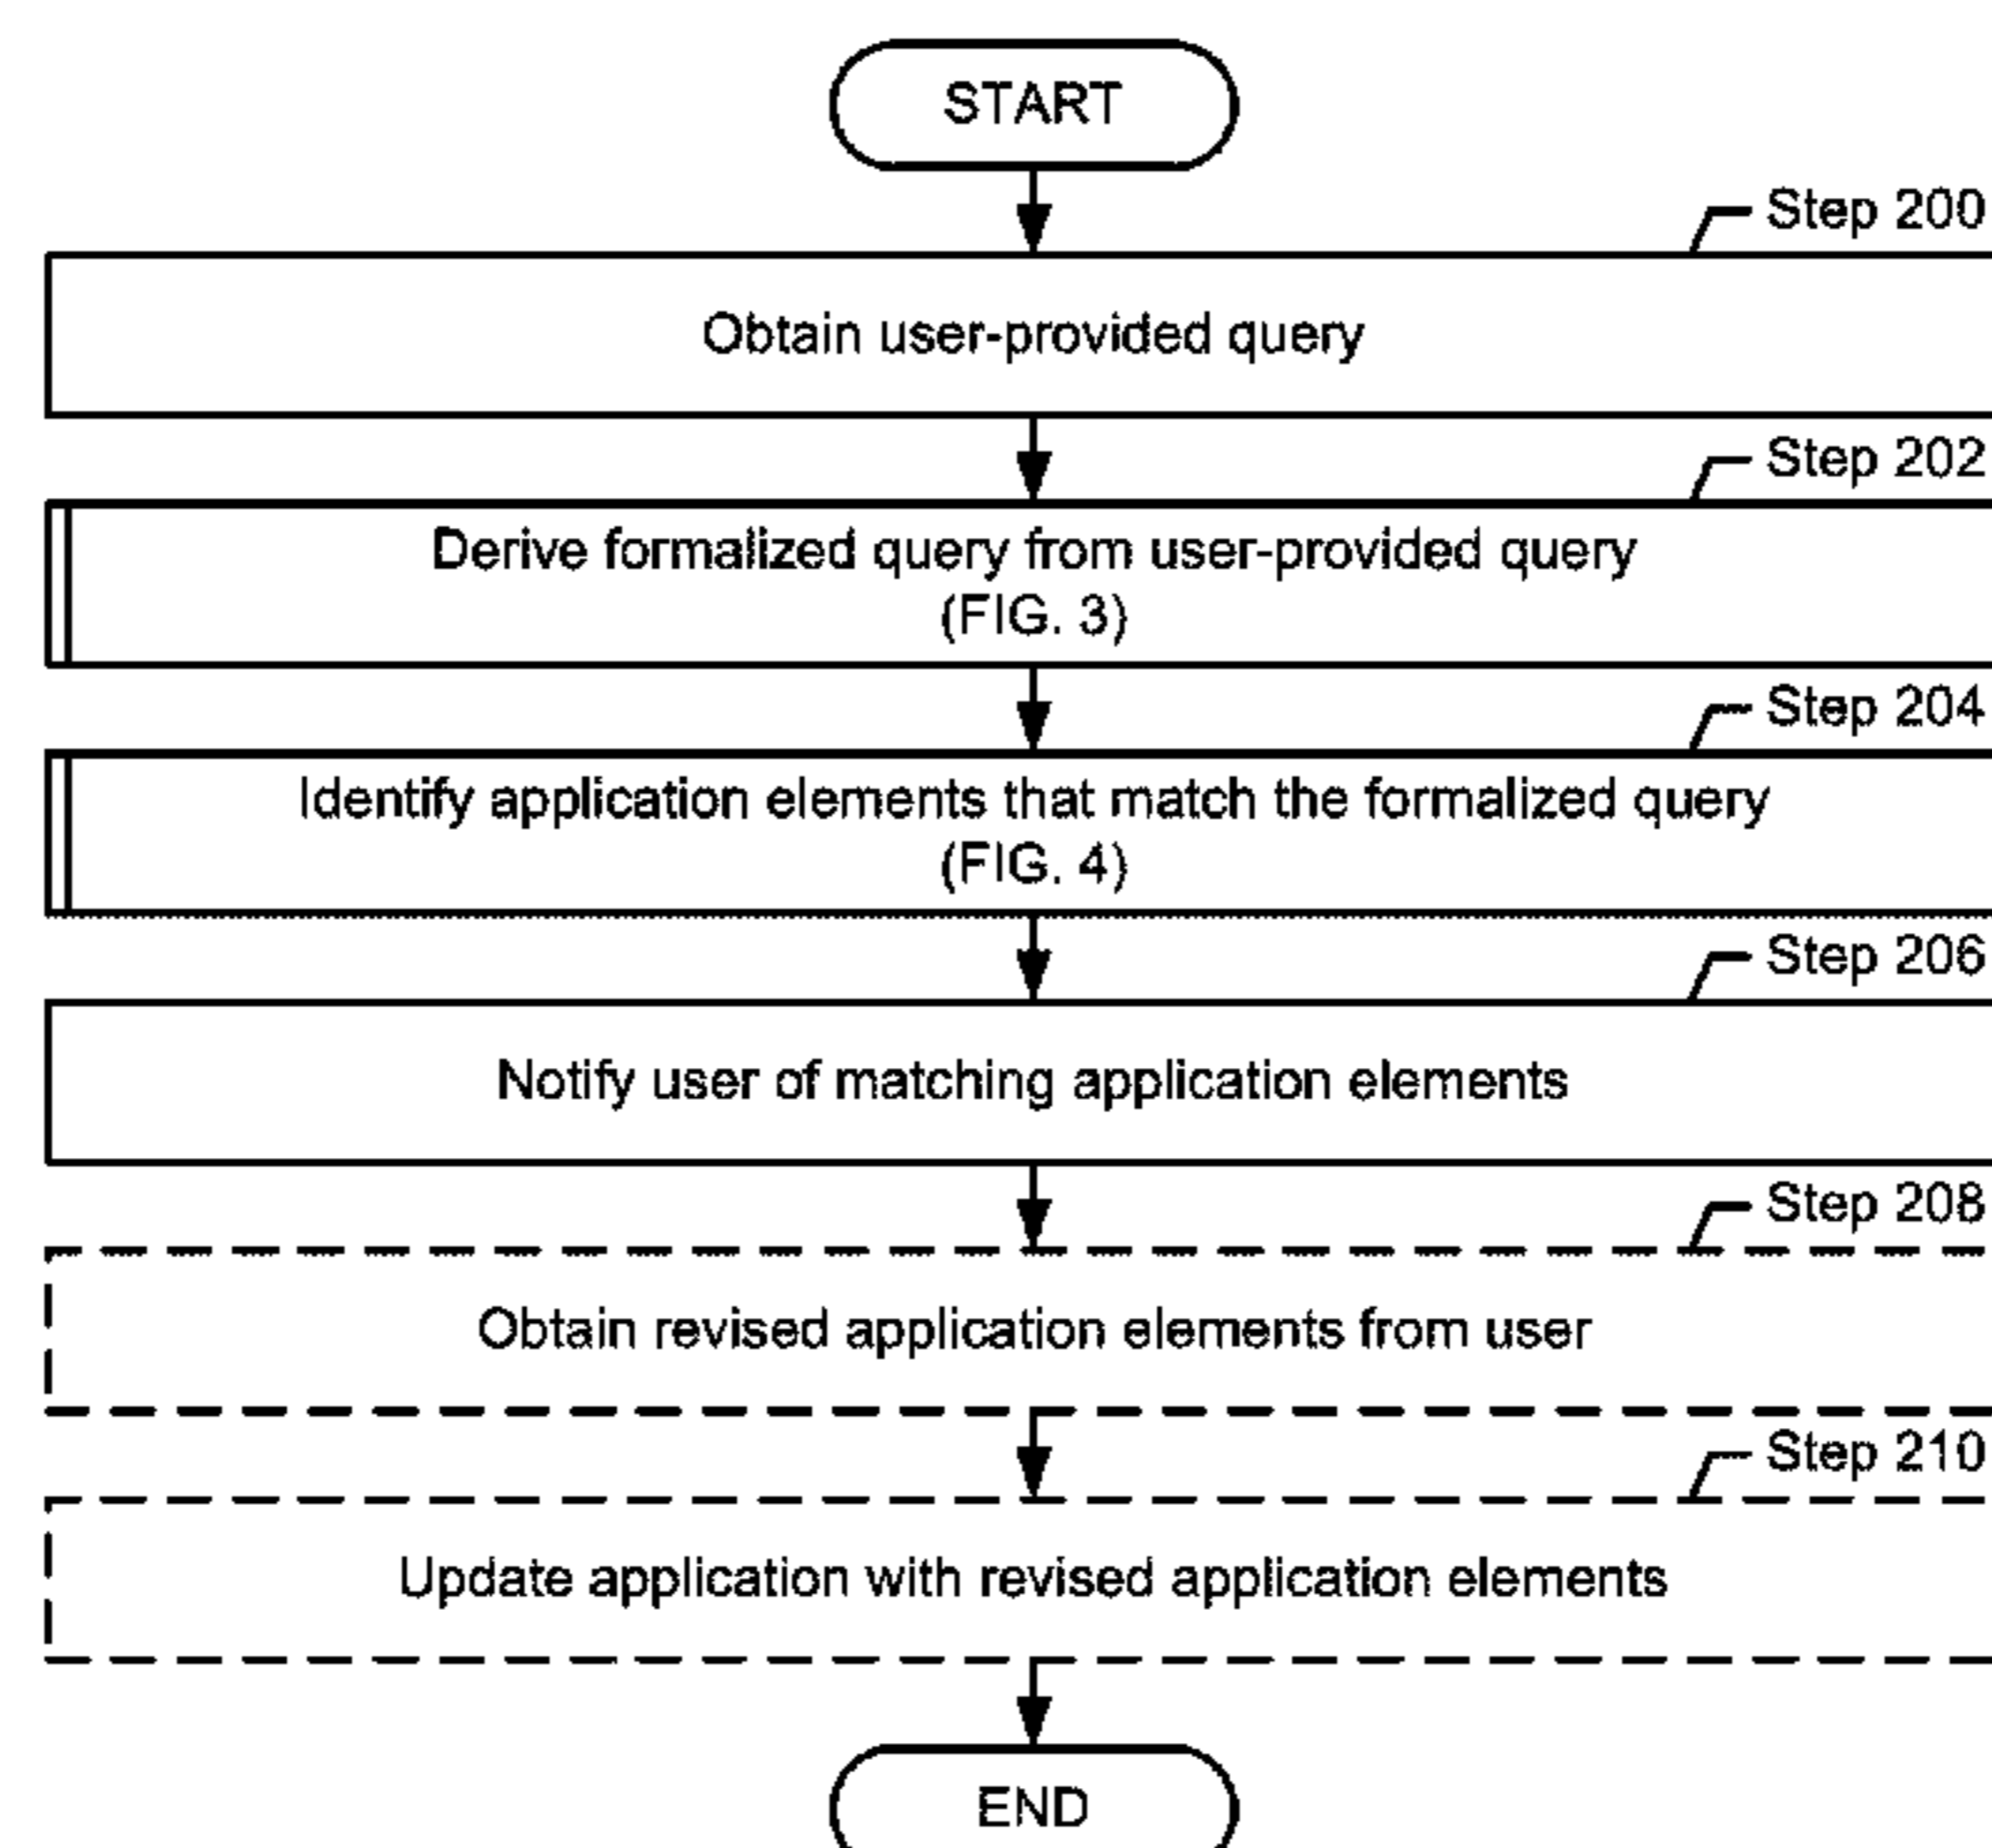 START
Step 200
Obtain user-provided query
Step 202
Derive formalized query from user-provided query
(FIG. 3)
Step 204
Identify application elements that match the formalized query
(FIG. 4)
Step 206
Notify user of matching application elements
Step 208
Obtain revised application elements from user
Step 210
Update application with revised application elements
END